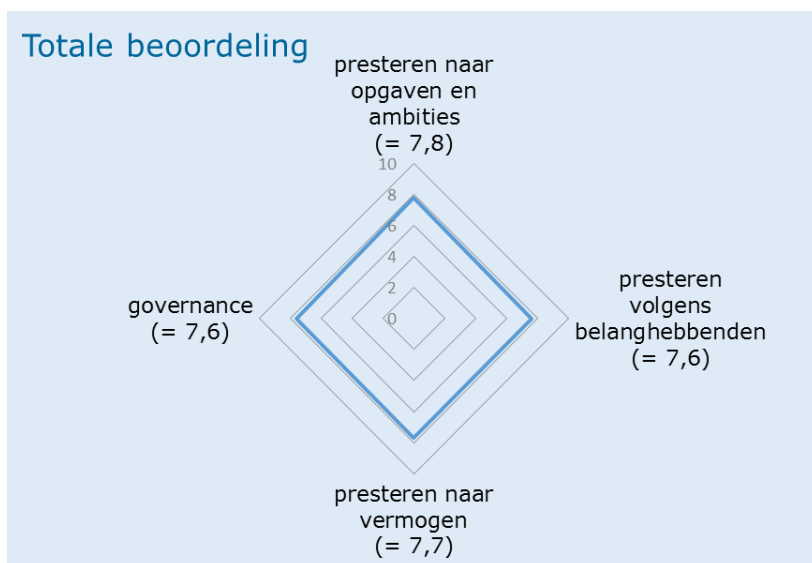 Totale beoordeling
presteren naar
opgaven en
ambities
(= 7,8)
10
8
6
4
2
0
governance
(= 7,6)
presteren
volgens
belanghebbenden
(= 7,6)
presteren naar
vermogen
(= 7,7)